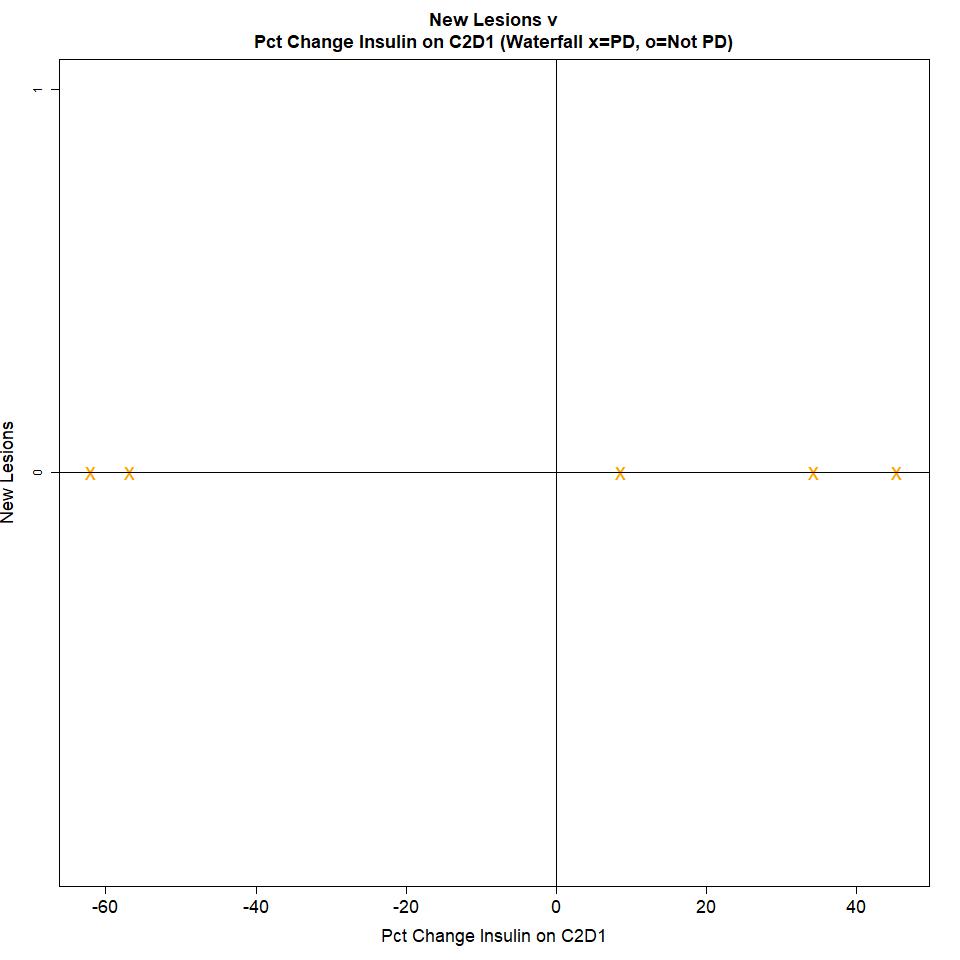 New Lesions v
Pct Change Insulin on C2D1 (Waterfall x=PD, o=Not PD)
1
New Lesions
0
X X X X X
-60 -40 -20 0 20 40
Pct Change Insulin on C2D1